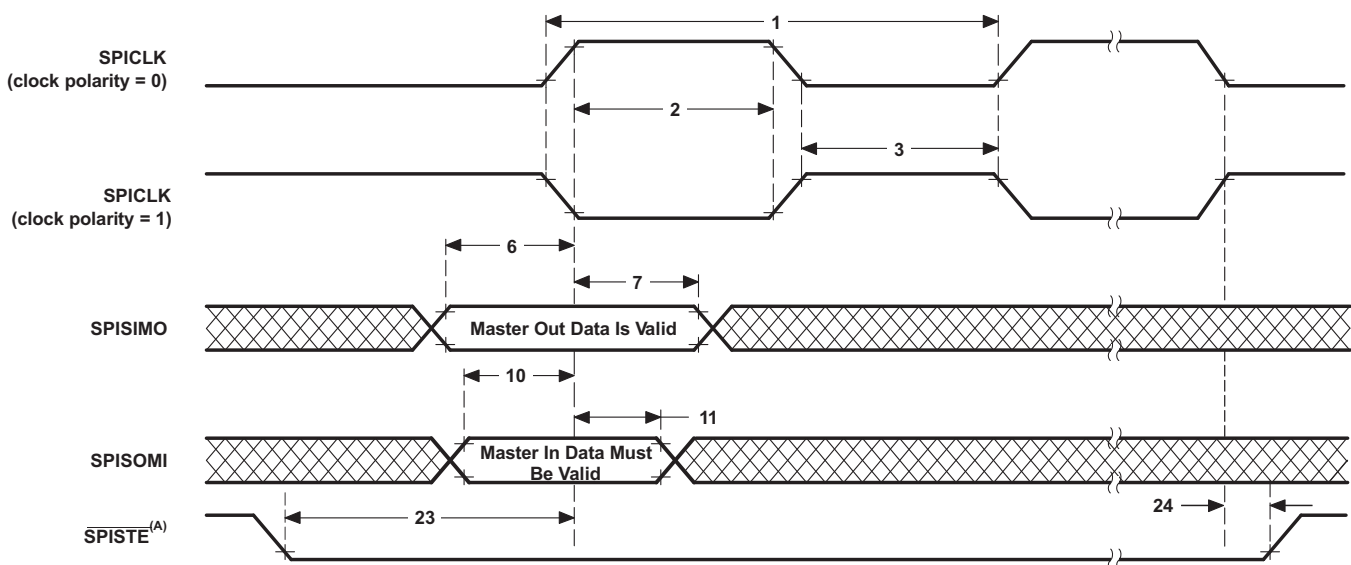 1
SPICLK
(clock polarity = 0)
2
3
SPICLK
(clock polarity = 1)
6
7
SPISIMO
Master Out Data Is Valid
10
11
SPISOMI
Master In Data Must
Be Valid
23
24
SPISTE(A)